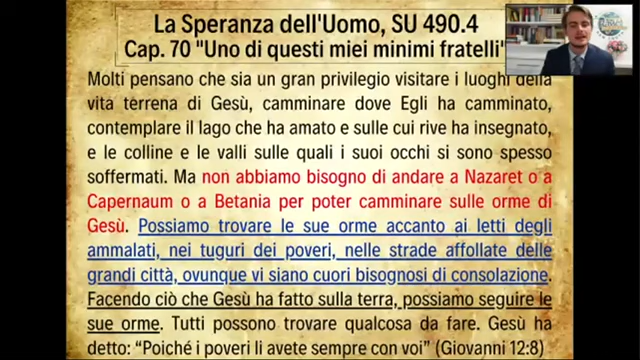 La Speranza dell'Uomo, SU 490.4
Cap. 70 "Uno di questi miei minimi fratelli"
Molti pensano che sia un gran privilegio visitare i luoghi della
vita terrena di Gesù, camminare dove Egli ha camminato,
contemplare il lago che ha amato e sulle cui rive ha insegnato,
e le colline e le valli sulle quali i suoi occhi si sono spesso
soffermati. Ma non abbiamo bisogno di andare a Nazaret o a
Capernaum o a Betania per poter camminare sulle orme di
Gesù. Possiamo trovare le sue orme accanto ai letti degli
ammalati, nei tuguri dei poveri, nelle strade affollate delle
grandi città, ovunque vi siano cuori bisognosi di consolazione.
Facendo ciò che Gesù ha fatto sulla terra, possiamo seguire le
sue orme. Tutti possono trovare qualcosa da fare. Gesù ha
detto: “Poiché i poveri li avete sempre con voi” (Giovanni 12:8)